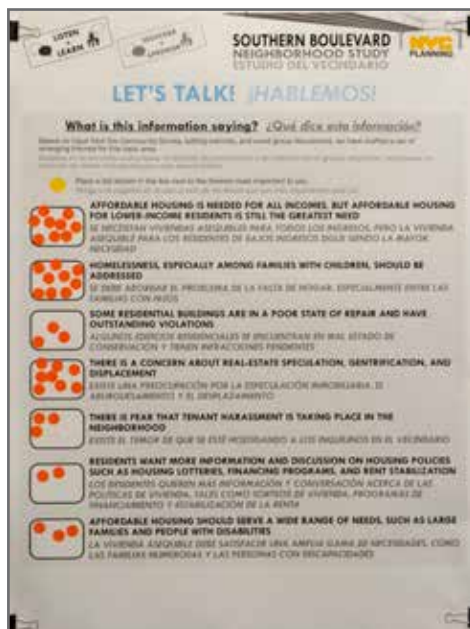 LISTEN
LEARN
SOUTHERN BOULEVARD
NEIGHBORHOOD STUDY
ESTUDIO DEL VECINDARIO
NYC
PLANNING
LET'S TALK! ¡HABLEMOS!
What is this information saying? ¿Qué dice esta información?
AFFORDABLE HOUSING IS NEEDED FOR ALL INCOMES, BUT AFFORDABLE HOUSING
FOR LOWER-INCOME RESIDENTS IS STILL THE GREATEST NEED
SE NECESITAN VIVIENDAS ASEQUIBLES PARA TODOS LOS INGRESOS, PERO LA VIVIENDA
ASEQUIBLE PARA LOS RESIDENTES DE BAJOS INGRESOS SIGUE SIENDO LA MAYOR
NECESIDAD
HOMELESSNESS, ESPECIALLY AMONG FAMILIES WITH CHILDREN, SHOULD BE
ADDRESSED
SE DEBE ABORDAR EL PROBLEMA DE LA FALTA DE HOGAR, ESPECIALMENTE ENTRE LAS
FAMILIAS CON HIJOS
SOME RESIDENTIAL BUILDINGS ARE IN A POOR STATE OF REPAIR AND HAVE
OUTSTANDING VIOLATIONS
ALGUNOS EDIFICIOS RESIDENCIALES SE ENCUENTRAN EN MAL ESTADO DE
CONSERVACIÓN Y TIENEN INFRACCIONES PENDIENTES
THERE IS A CONCERN ABOUT REAL-ESTATE SPECULATION, GENTRIFICATION, AND
DISPLACEMENT
EXISTE UNA PREOCUPACIÓN POR LA ESPECULACIÓN INMOBILIARIA, EL
ABURGUESAMIENTO Y EL DESPLAZAMIENTO
THERE IS FEAR THAT TENANT HARASSMENT IS TAKING PLACE IN THE
NEIGHBORHOOD
EXISTE EL TEMOR DE QUE SE ESTÉ HOSTIGANDO A LOS INQUILINOS EN EL VECINDARIO
RESIDENTS WANT MORE INFORMATION AND DISCUSSION ON HOUSING POLICIES
SUCH AS HOUSING LOTTERIES, FINANCING PROGRAMS, AND RENT STABILIZATION
LOS RESIDENTES QUIEREN MÁS INFORMACIÓN Y CONVERSACIÓN ACERCA DE LAS
POLÍTICAS DE VIVIENDA, TALES COMO SORTEOS DE VIVIENDA, PROGRAMAS DE
FINANCIAMIENTO Y ESTABILIZACIÓN DE LA RENTA
AFFORDABLE HOUSING SHOULD SERVE A WIDE RANGE OF NEEDS, SUCH AS LARGE
FAMILIES AND PEOPLE WITH DISABILITIES
LA VIVIENDA ASEQUIBLE DEBE SATISFACER UNA AMPLIA GAMA DE NECESIDADES, COMO
LAS FAMILIAS NUMEROSAS Y LAS PERSONAS CON DISCAPACIDADES